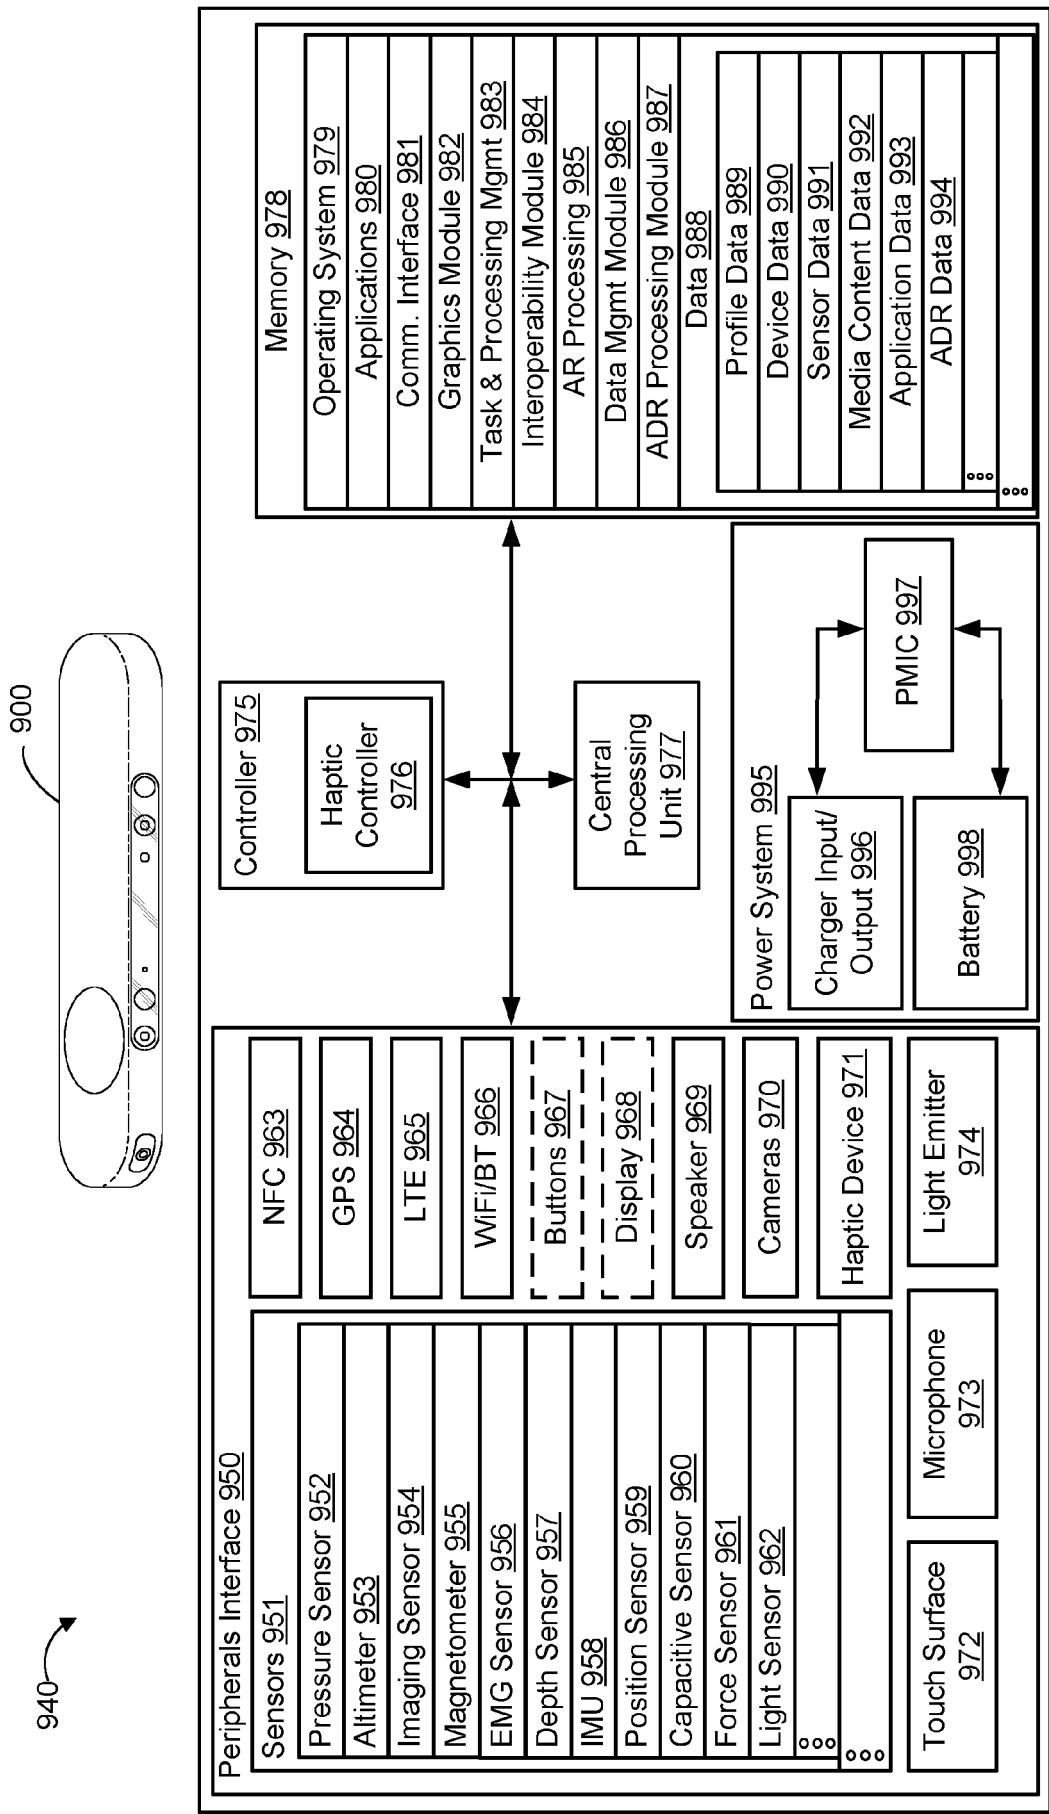 940
900
Peripherals Interface 950
Sensors 951
Pressure Sensor 952
Altimeter 953
Imaging Sensor 954
Magnetometer 955
EMG Sensor 956
Depth Sensor 957
IMU 958
Position Sensor 959
Capacitive Sensor 960
Force Sensor 961
Light Sensor 962
NFC 963
GPS 964
LTE 965
WiFi/BT 966
Buttons 967
Display 968
Speaker 969
Cameras 970
Haptic Device 971
Touch Surface
972
Microphone
973
Light Emitter
974
Controller 975
Haptic
Controller
976
Central
Processing
Unit 977
Power System 995
Charger Input/
Output 996
Battery 998
PMIC 997
Memory 978
Operating System 979
Applications 980
Comm. Interface 981
Graphics Module 982
Task & Processing Mgmt 983
Interoperability Module 984
AR Processing 985
Data Mgmt Module 986
ADR Processing Module 987
Data 988
Profile Data 989
Device Data 990
Sensor Data 991
Media Content Data 992
Application Data 993
ADR Data 994